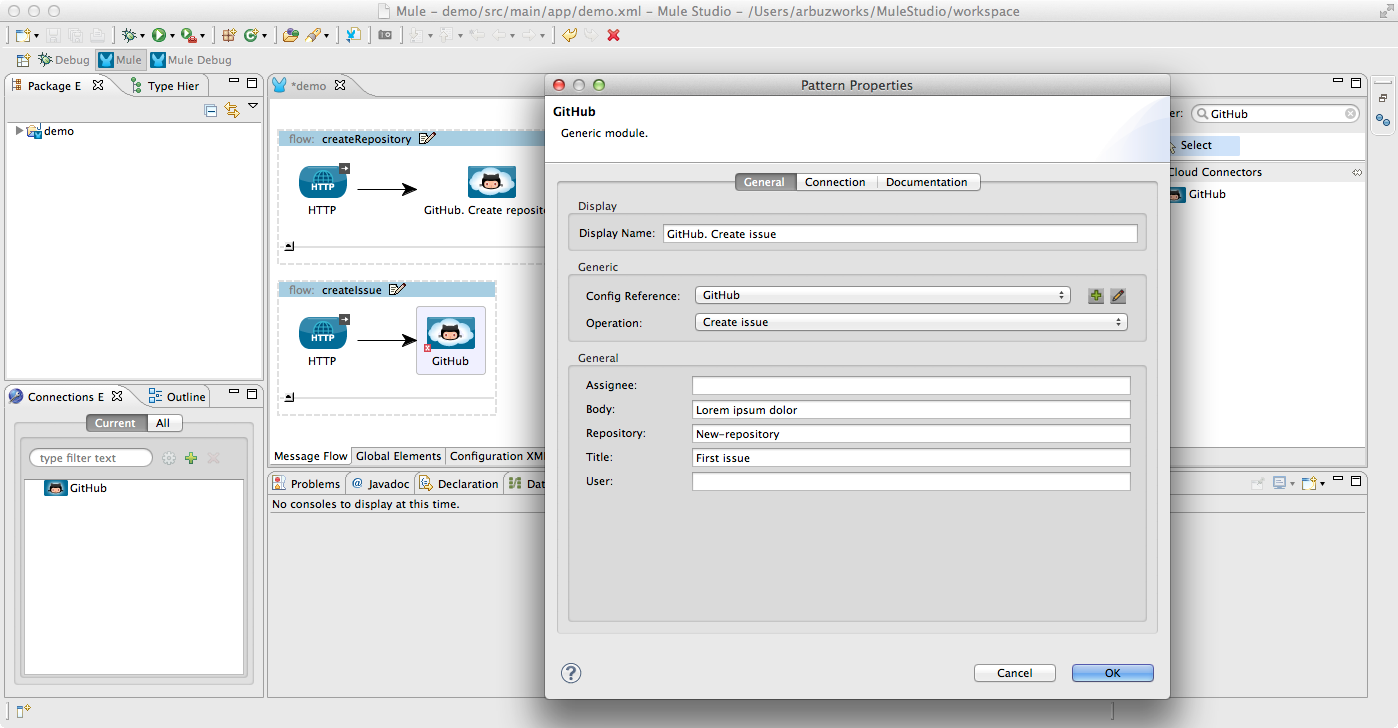 Mule – demo/src/main/app/demo.xml – Mule Studio – /Users/arbuzworks/MuleStudio/workspace
Debug Mule Mule Debug
Package E Type Hier
demo
*demo
flow: createRepository
HTTP
HTTP
GitHub. Create reposito
flow: createIssue
HTTP
HTTP
GitHub
Message Flow Global Elements Configuration XML
Connections E Outline
Current All
type filter text
GitHub
Problems @ Javadoc Declaration Dat
No consoles to display at this time.
Pattern Properties
GitHub
Generic module.
General Connection Documentation
Display
Display Name: GitHub. Create issue
Generic
Config Reference: GitHub
Operation: Create issue
General
Assignee:
Body: Lorem ipsum dolor
Repository: New-repository
Title: First issue
User:
? Cancel OK
er: GitHub
Select
Cloud Connectors
GitHub